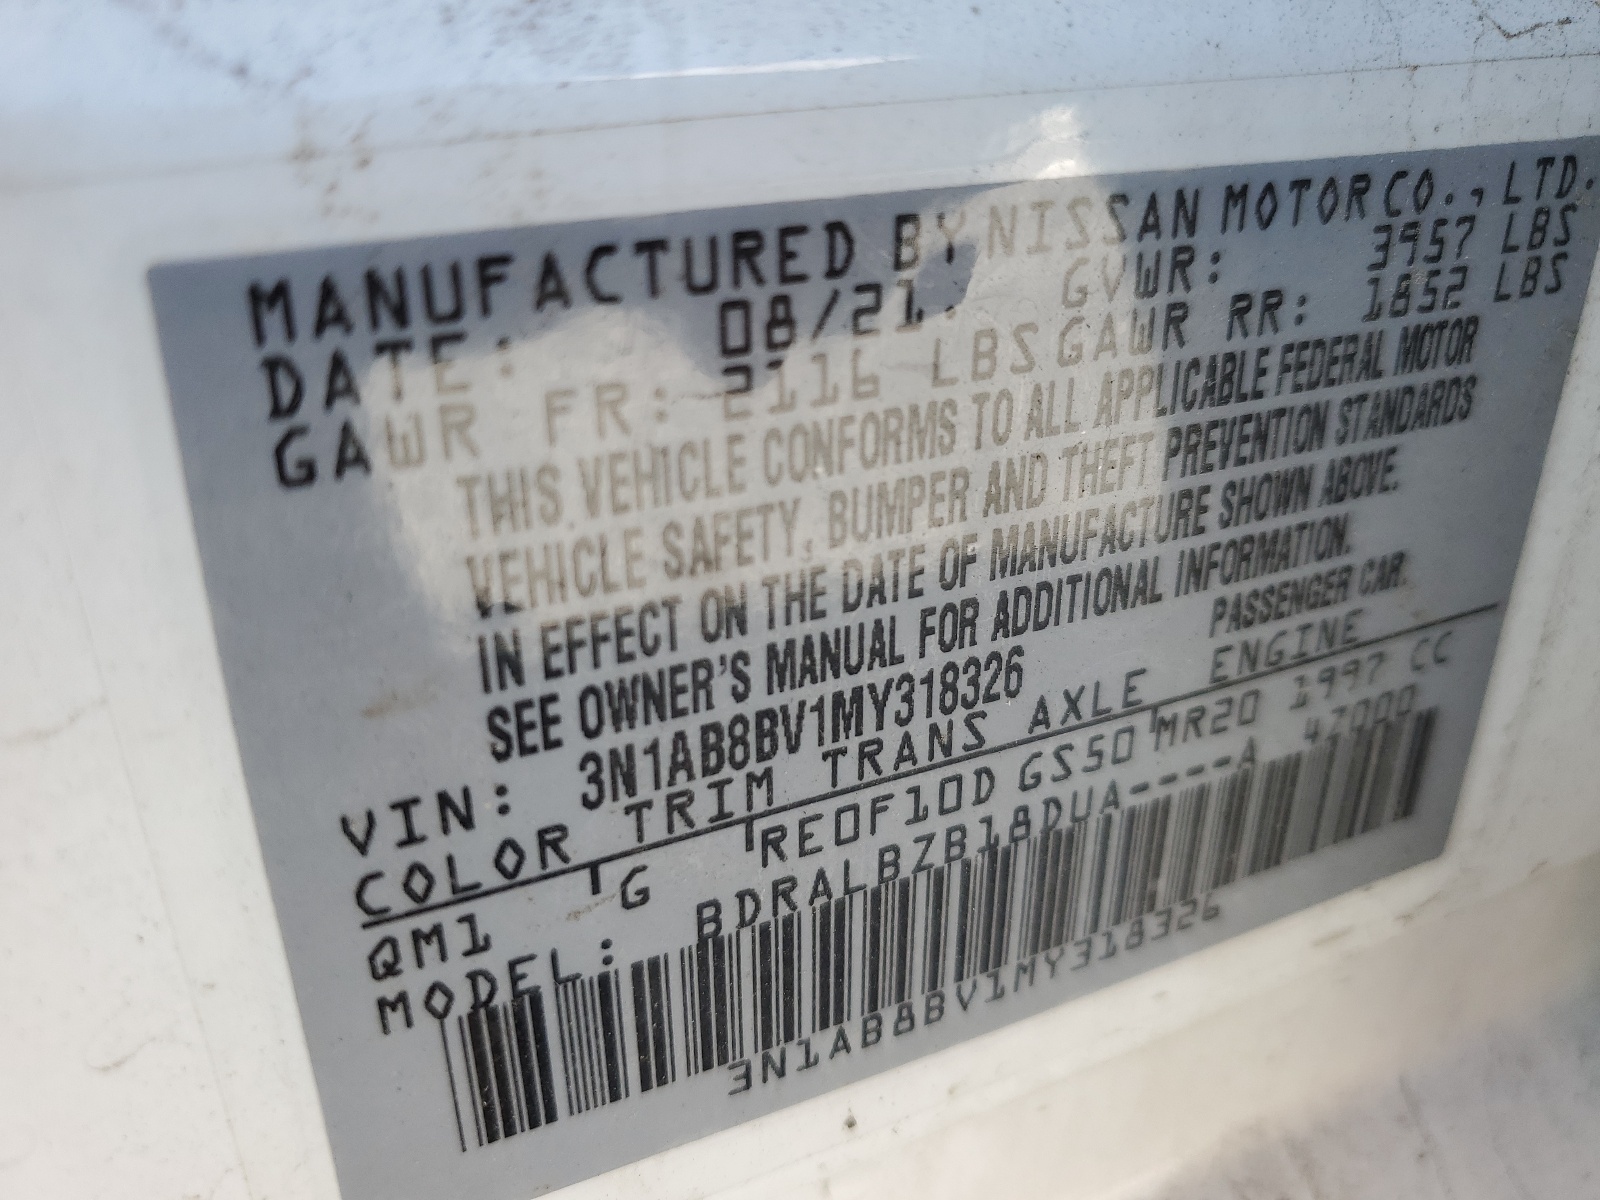 MANUFACTURED BY NISSAN MOTOR CO., LTD.
DATE: 08/21. GVWR: 3957 LBS
GAWR FR: 2116 LBS GAWR RR: 1852 LBS
THIS VEHICLE CONFORMS TO ALL APPLICABLE FEDERAL MOTOR
VEHICLE SAFETY, BUMPER AND THEFT PREVENTION STANDARDS
IN EFFECT ON THE DATE OF MANUFACTURE SHOWN ABOVE.
SEE OWNER'S MANUAL FOR ADDITIONAL INFORMATION.
VIN: 3N1AB8BV1MY318326 PASSENGER CAR.
COLOR TRIM TRANS AXLE ENGINE
QM1 G RE0F10D GS50 MR20 1997 CC
MODEL: BDRALBZB18DUA----A 4Z000
3N1AB8BV1MY318326